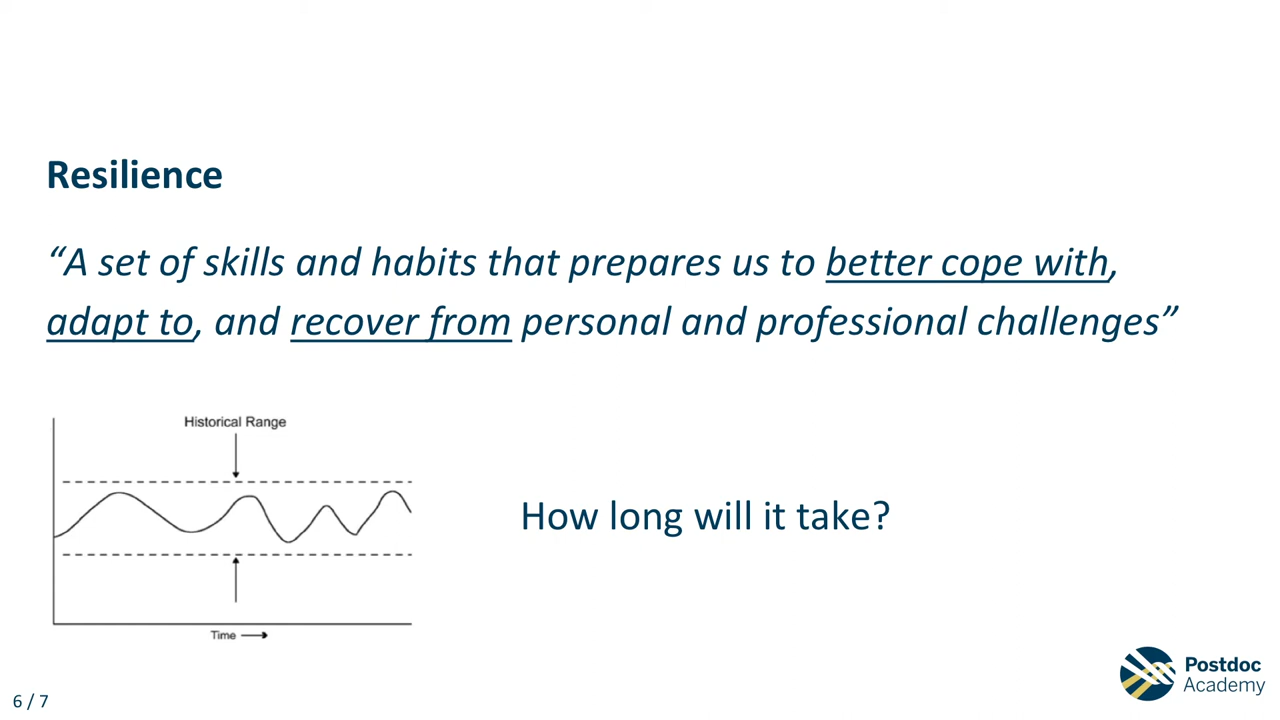 Resilience
“A set of skills and habits that prepares us to better cope with,
adapt to, and recover from personal and professional challenges”
Historical Range
How long will it take?
Time
Postdoc
Academy
6 / 7